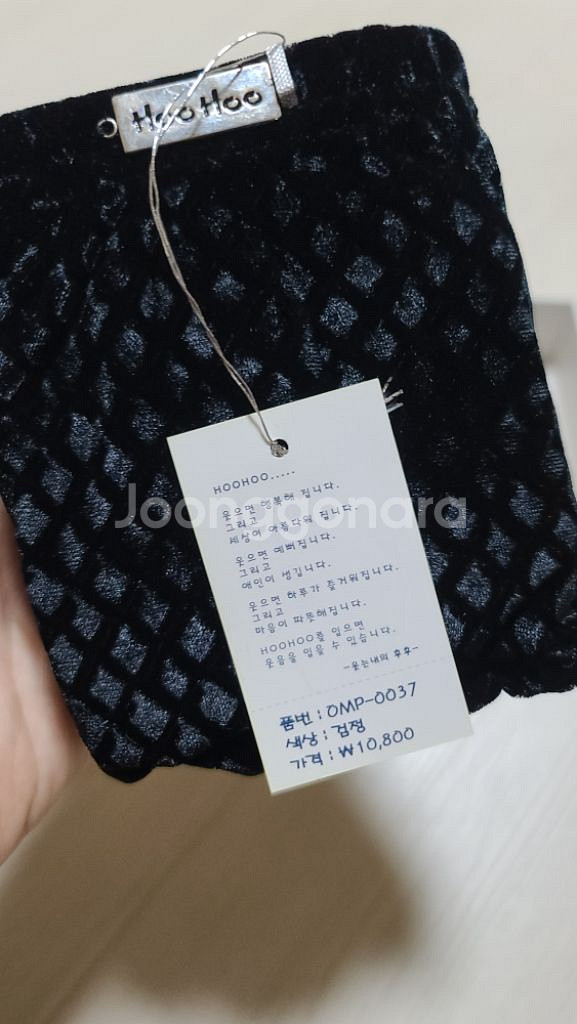 HooHoo
HOOHOO.....
웃으면 행복해 집니다.
그리고
세상이 아름다워 집니다.
웃으면 예뻐집니다.
그리고
애인이 생깁니다.
웃으면 하루가 즐거워집니다.
그리고
마음이 따뜻해집니다.
HOOHOO를 입으면
웃음을 입을 수 있습니다.
-웃는내의 후후-
품번 : OMP-0037
색상 : 검정
가격 : ₩10,800
Joonggonara